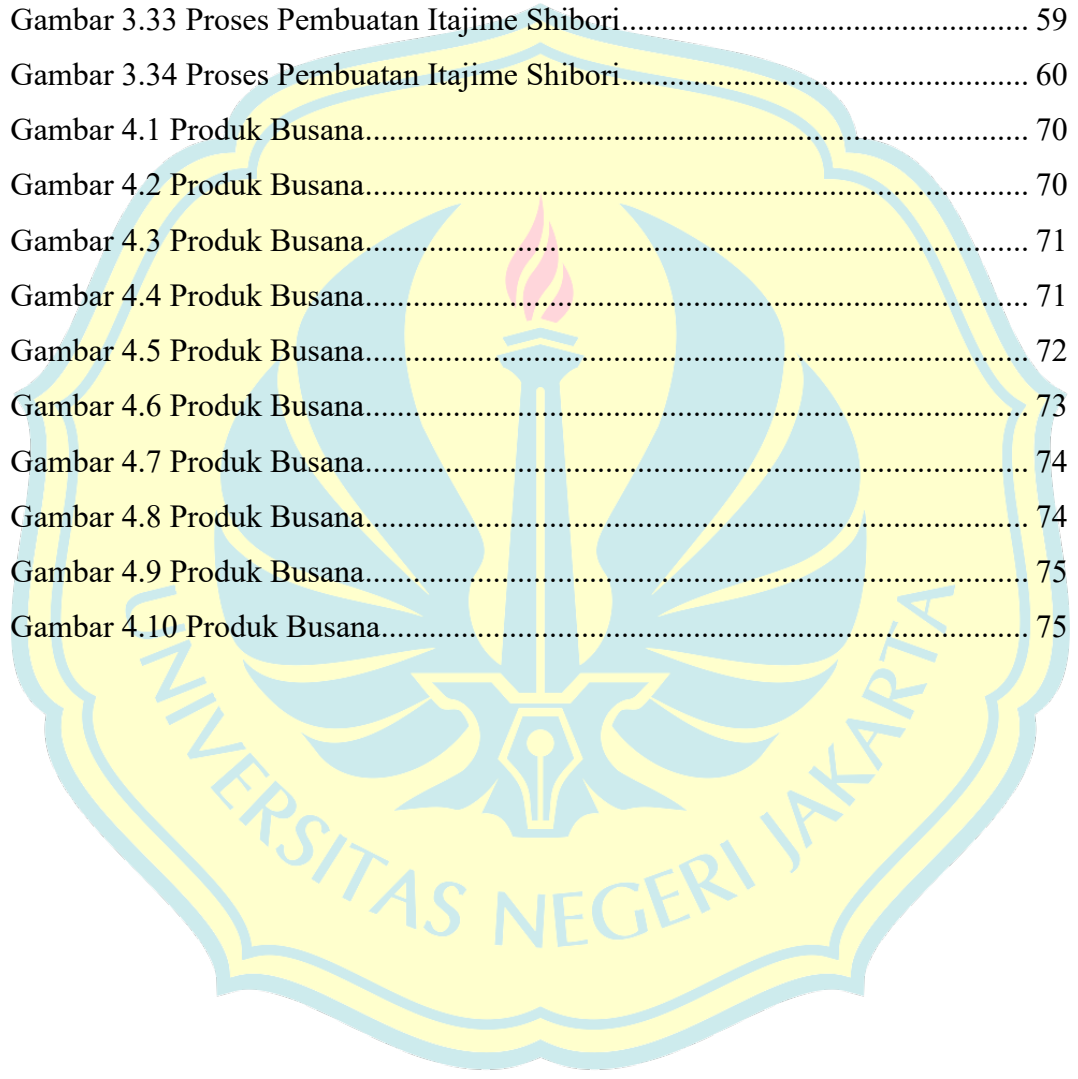 Gambar 3.33 Proses Pembuatan Itajime Shibori.................................................... 59
Gambar 3.34 Proses Pembuatan Itajime Shibori.................................................... 60
Gambar 4.1 Produk Busana.................................................................................... 70
Gambar 4.2 Produk Busana.................................................................................... 70
Gambar 4.3 Produk Busana.................................................................................... 71
Gambar 4.4 Produk Busana.................................................................................... 71
Gambar 4.5 Produk Busana.................................................................................... 72
Gambar 4.6 Produk Busana.................................................................................... 73
Gambar 4.7 Produk Busana.................................................................................... 74
Gambar 4.8 Produk Busana.................................................................................... 74
Gambar 4.9 Produk Busana.................................................................................... 75
Gambar 4.10 Produk Busana.................................................................................. 75
UNIVERSITAS NEGERI JAKARTA